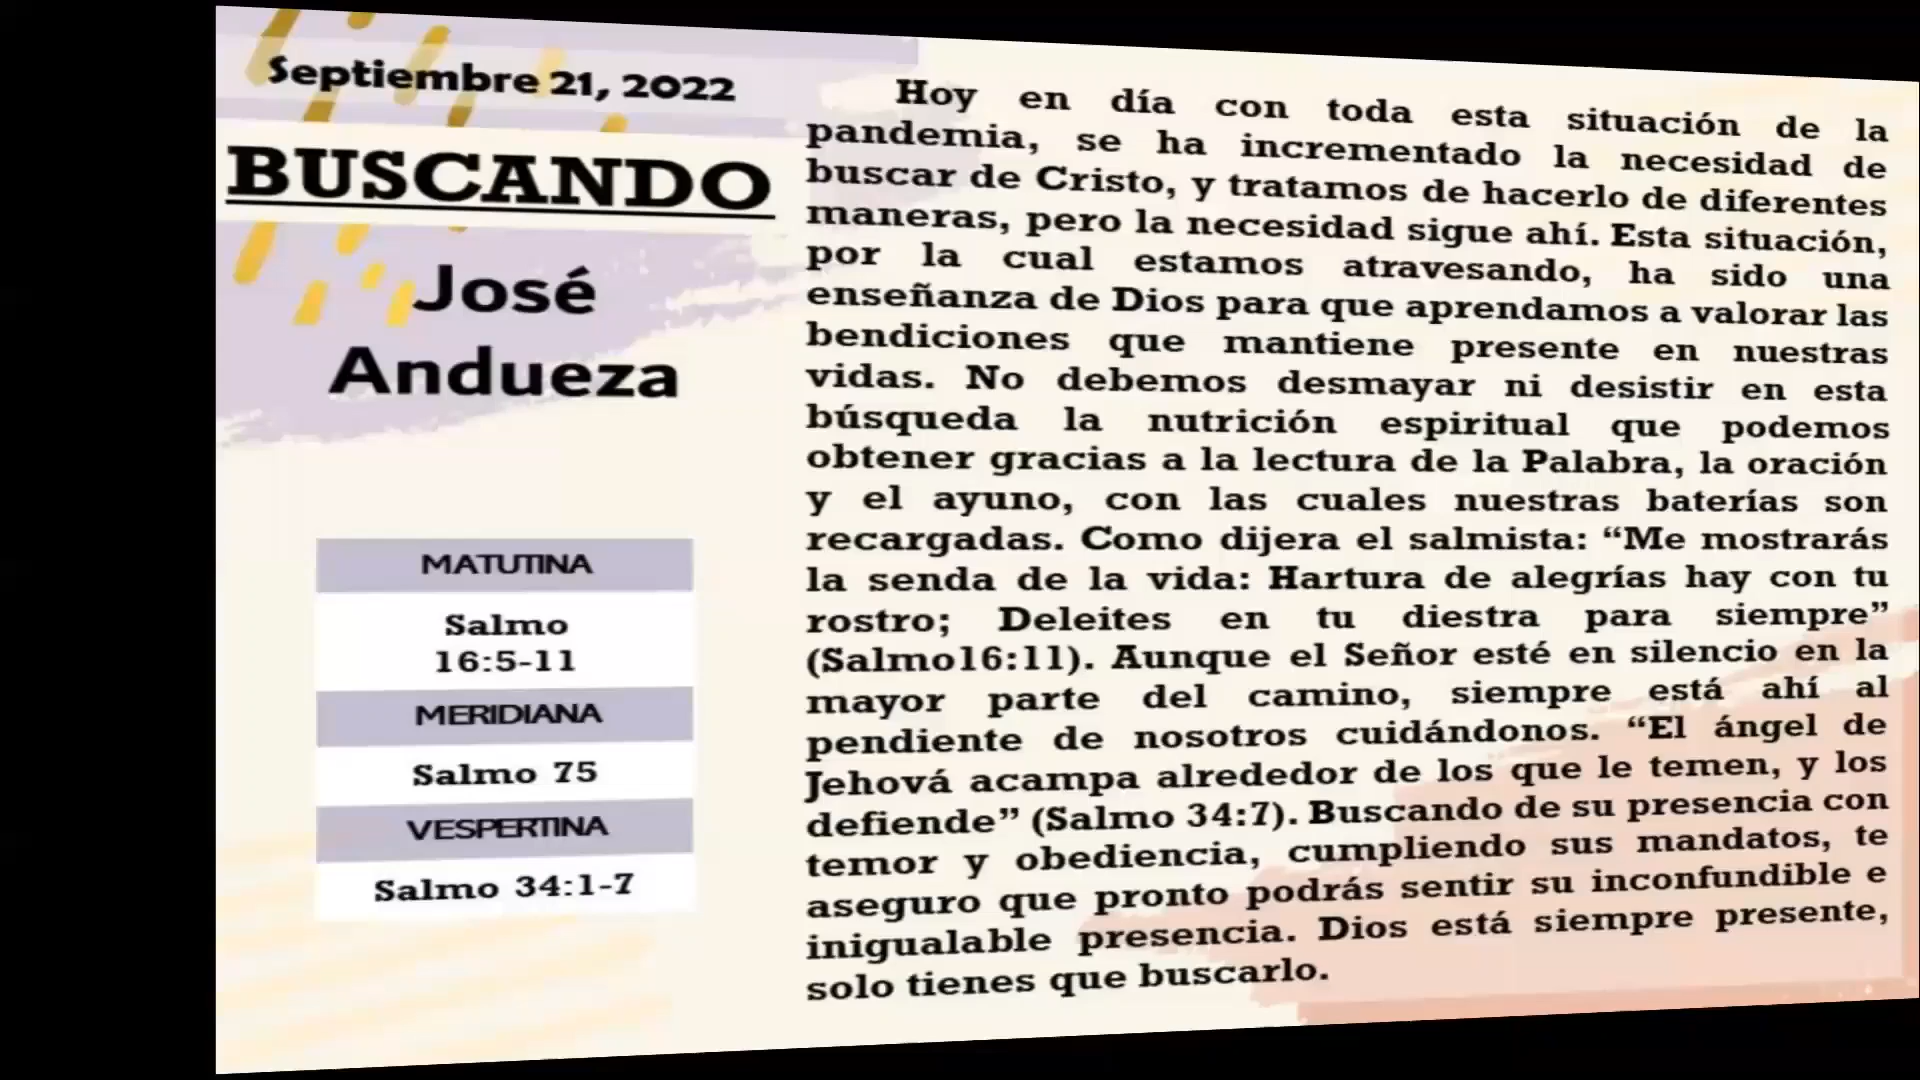 Septiembre 21, 2022
BUSCANDO
José
Andueza
MATUTINA
Salmo
16:5-11
MERIDIANA
Salmo 75
VESPERTINA
Salmo 34:1-7
Hoy en día con toda esta situación de la
pandemia, se ha incrementado la necesidad de
buscar de Cristo, y tratamos de hacerlo de diferentes
maneras, pero la necesidad sigue ahí. Esta situación,
por la cual estamos atravesando, ha sido una
enseñanza de Dios para que aprendamos a valorar las
bendiciones que mantiene presente en nuestras
vidas. No debemos desmayar ni desistir en esta
búsqueda la nutrición espiritual que podemos
obtener gracias a la lectura de la Palabra, la oración
y el ayuno, con las cuales nuestras baterías son
recargadas. Como dijera el salmista: “Me mostrarás
la senda de la vida: Hartura de alegrías hay con tu
rostro; Deleites en tu diestra para siempre”
(Salmo16:11). Aunque el Señor esté en silencio en la
mayor parte del camino, siempre está ahí al
pendiente de nosotros cuidándonos. “El ángel de
Jehová acampa alrededor de los que le temen, y los
defiende” (Salmo 34:7). Buscando de su presencia con
temor y obediencia, cumpliendo sus mandatos, te
aseguro que pronto podrás sentir su inconfundible e
inigualable presencia. Dios está siempre presente,
solo tienes que buscarlo.